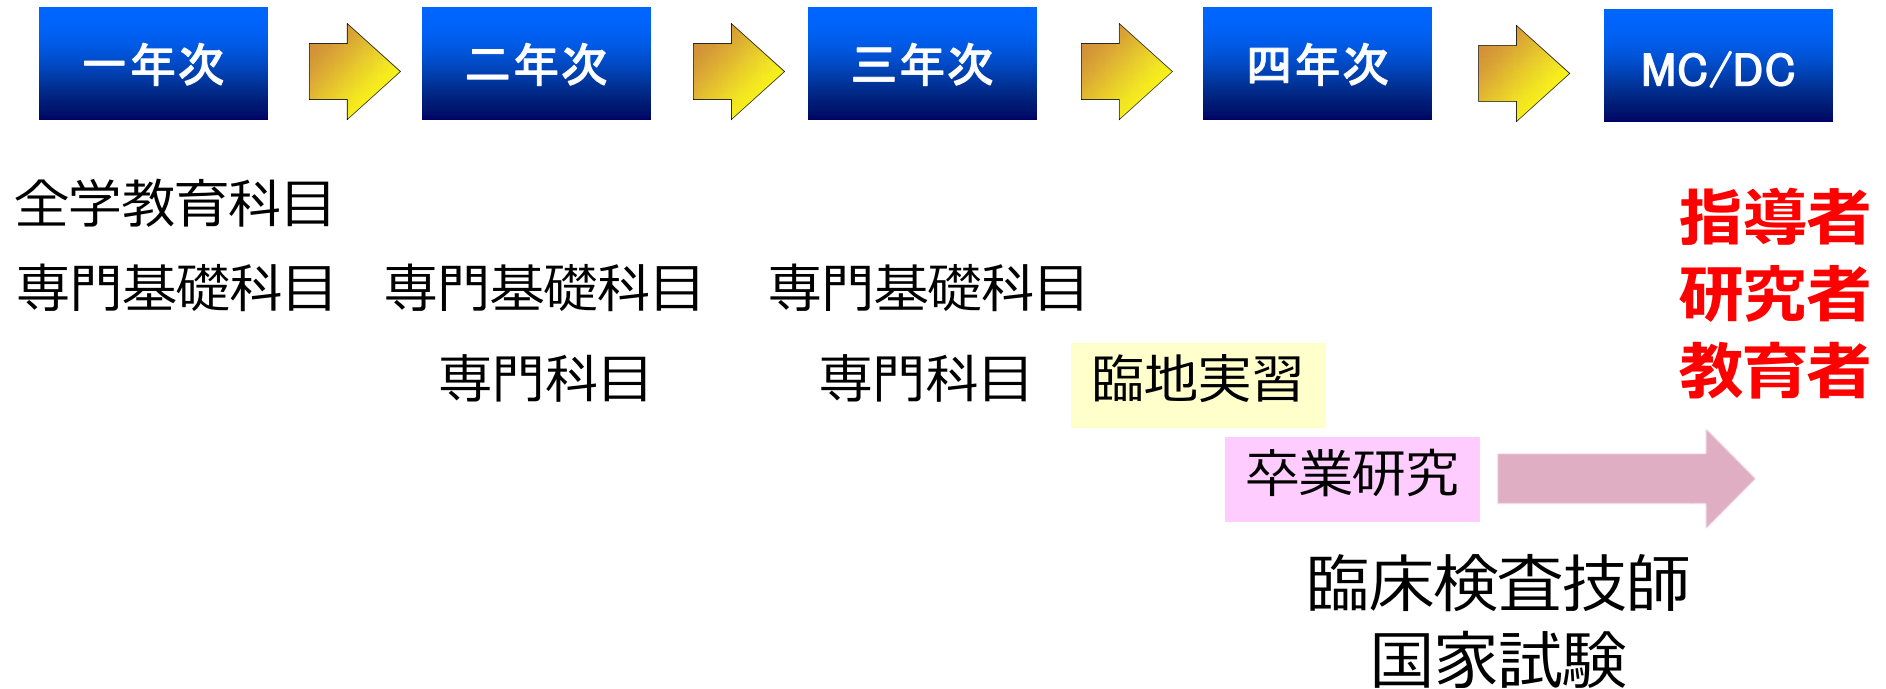 一年次
二年次
三年次
四年次
MC/DC
全学教育科目
専門基礎科目
専門基礎科目
専門基礎科目
専門科目
専門科目
臨地実習
卒業研究
指導者
研究者
教育者
臨床検査技師
国家試験